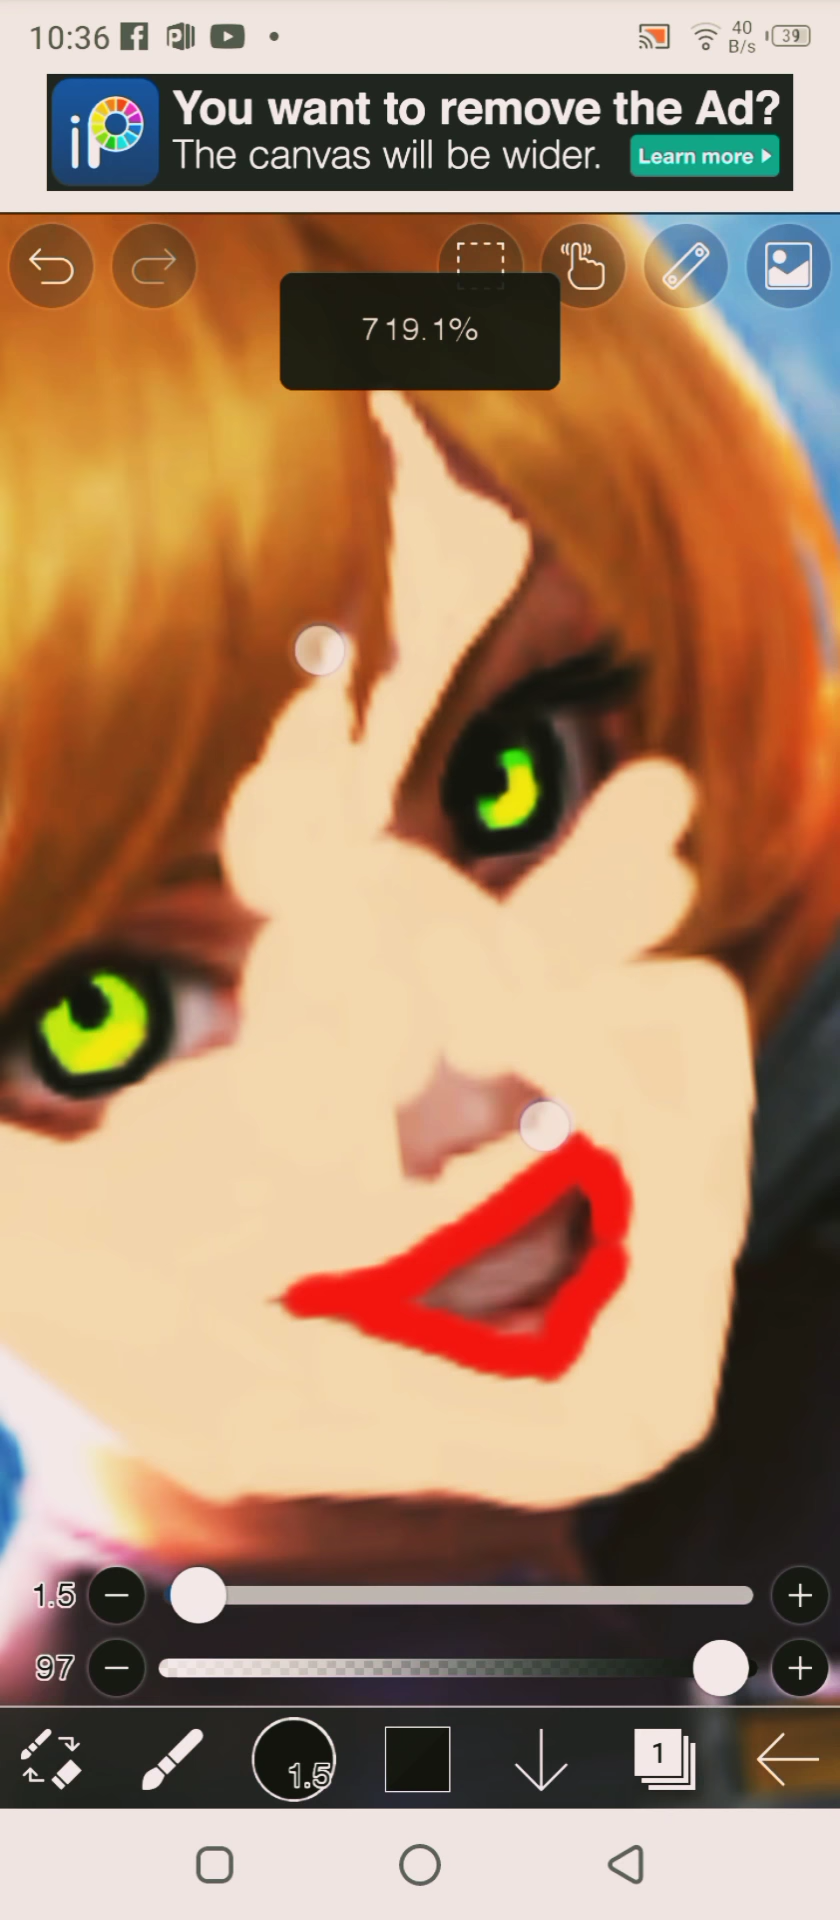 10:36
40
B/s
39
iP
You want to remove the Ad?
The canvas will be wider.
Learn more
719.1%
1.5
97
1.5
1